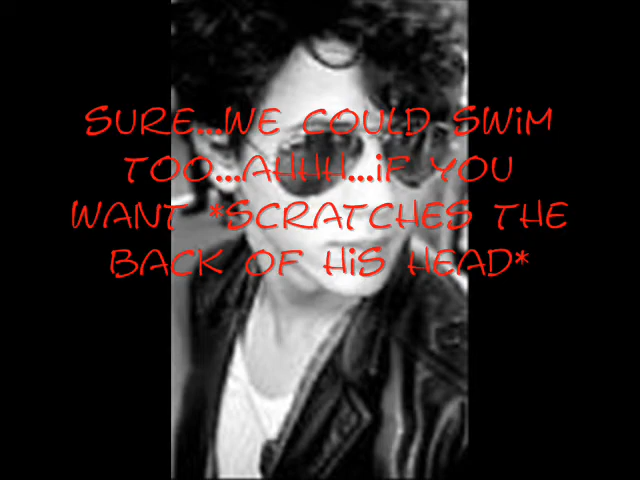 SURE...WE COULD SWiM
TOO...AHHH...iF YOU
WANT *SCRATCHES THE
BACK OF HiS HEAD*